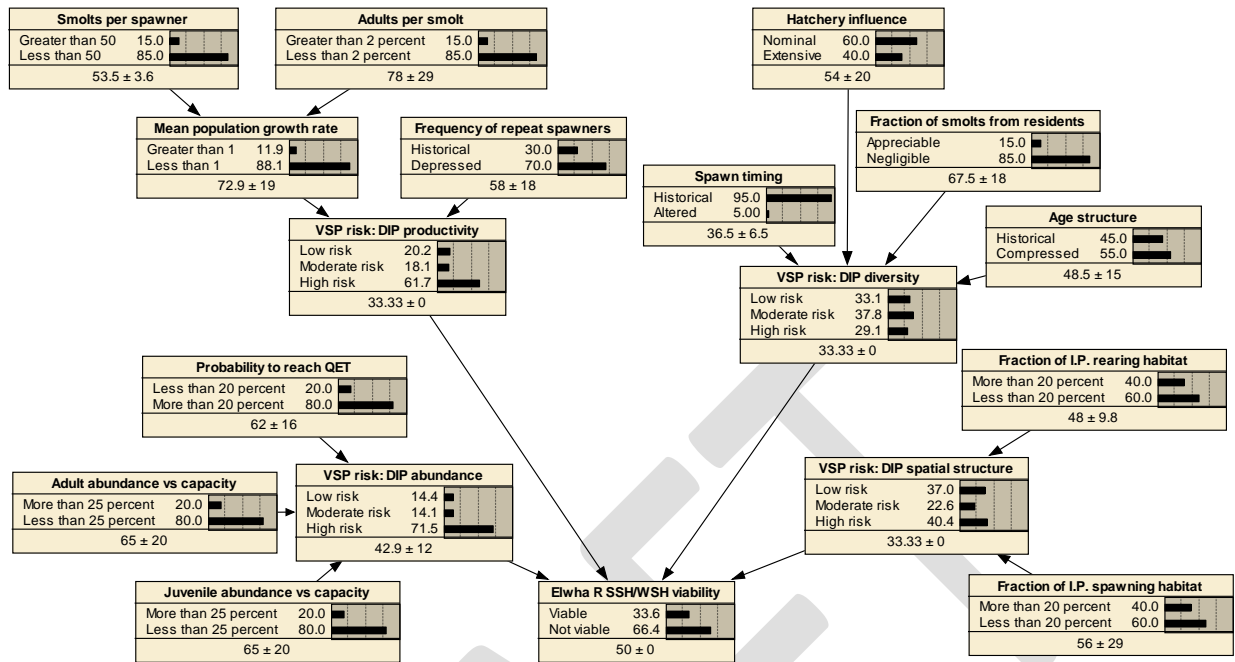 Smolts per spawner
Greater than 50 15.0
Less than 50 85.0
53.5 ± 3.6
Adults per smolt
Greater than 2 percent 15.0
Less than 2 percent 85.0
78 ± 29
Hatchery influence
Nominal 60.0
Extensive 40.0
54 ± 20
Mean population growth rate
Greater than 1 11.9
Less than 1 88.1
72.9 ± 19
Frequency of repeat spawners
Historical 30.0
Depressed 70.0
58 ± 18
Fraction of smolts from residents
Appreciable 15.0
Negligible 85.0
67.5 ± 18
Spawn timing
Historical 95.0
Altered 5.00
36.5 ± 6.5
Age structure
Historical 45.0
Compressed 55.0
48.5 ± 15
VSP risk: DIP productivity
Low risk 20.2
Moderate risk 18.1
High risk 61.7
33.33 ± 0
VSP risk: DIP diversity
Low risk 33.1
Moderate risk 37.8
High risk 29.1
33.33 ± 0
Probability to reach QET
Less than 20 percent 20.0
More than 20 percent 80.0
62 ± 16
Fraction of I.P. rearing habitat
More than 20 percent 40.0
Less than 20 percent 60.0
48 ± 9.8
Adult abundance vs capacity
More than 25 percent 20.0
Less than 25 percent 80.0
65 ± 20
VSP risk: DIP abundance
Low risk 14.4
Moderate risk 14.1
High risk 71.5
42.9 ± 12
VSP risk: DIP spatial structure
Low risk 37.0
Moderate risk 22.6
High risk 40.4
33.33 ± 0
Juvenile abundance vs capacity
More than 25 percent 20.0
Less than 25 percent 80.0
65 ± 20
Elwha R SSH/WSH viability
Viable 33.6
Not viable 66.4
50 ± 0
Fraction of I.P. spawning habitat
More than 20 percent 40.0
Less than 20 percent 60.0
56 ± 29